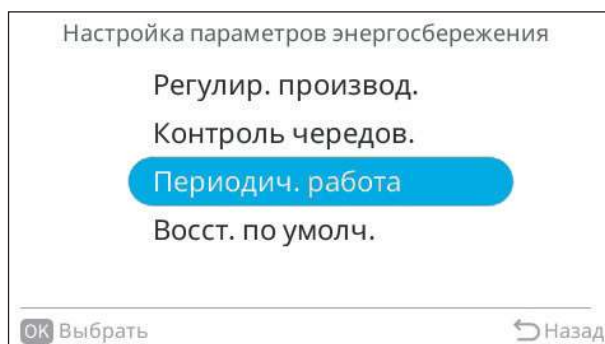 Настройка параметров энергосбережения
Регулир. производ.
Контроль чередов.
Периодич. работа
Восст. по умолч.
OK Выбрать Назад